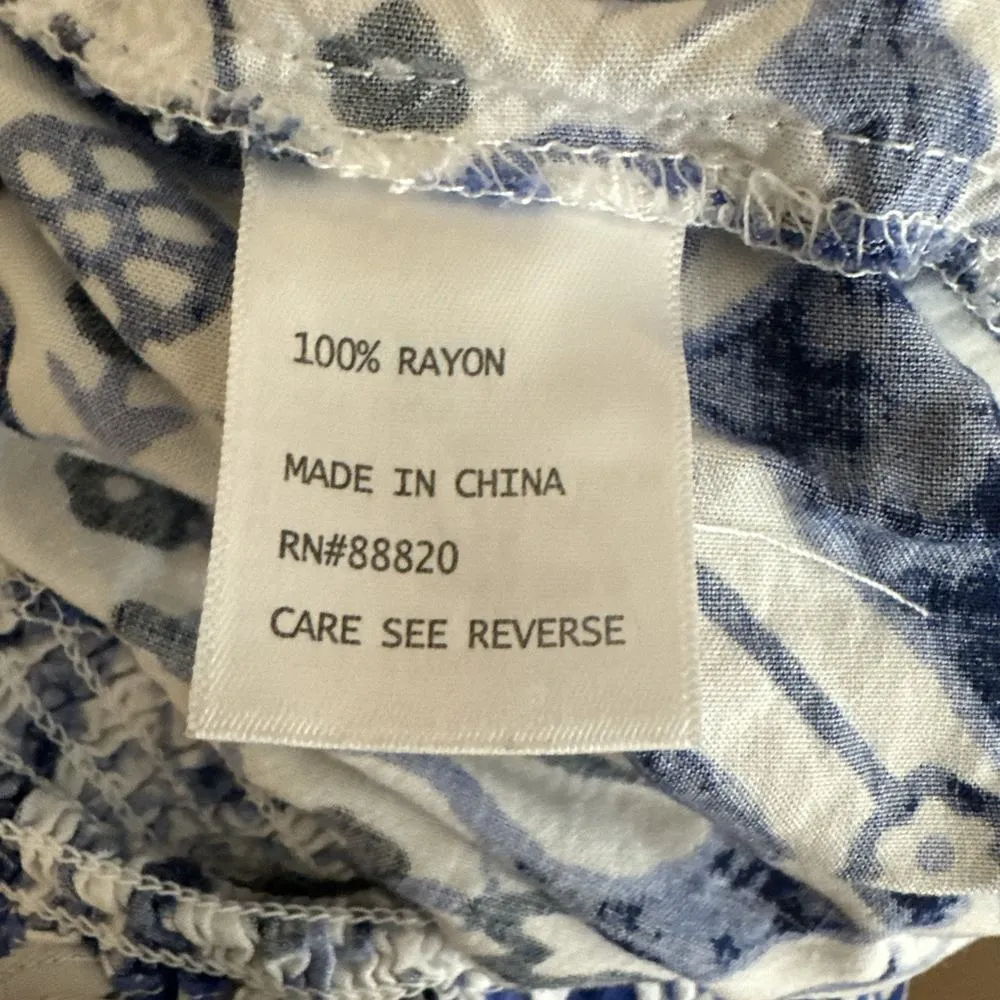 100% RAYON
MADE IN CHINA
RN#88820
CARE SEE REVERSE